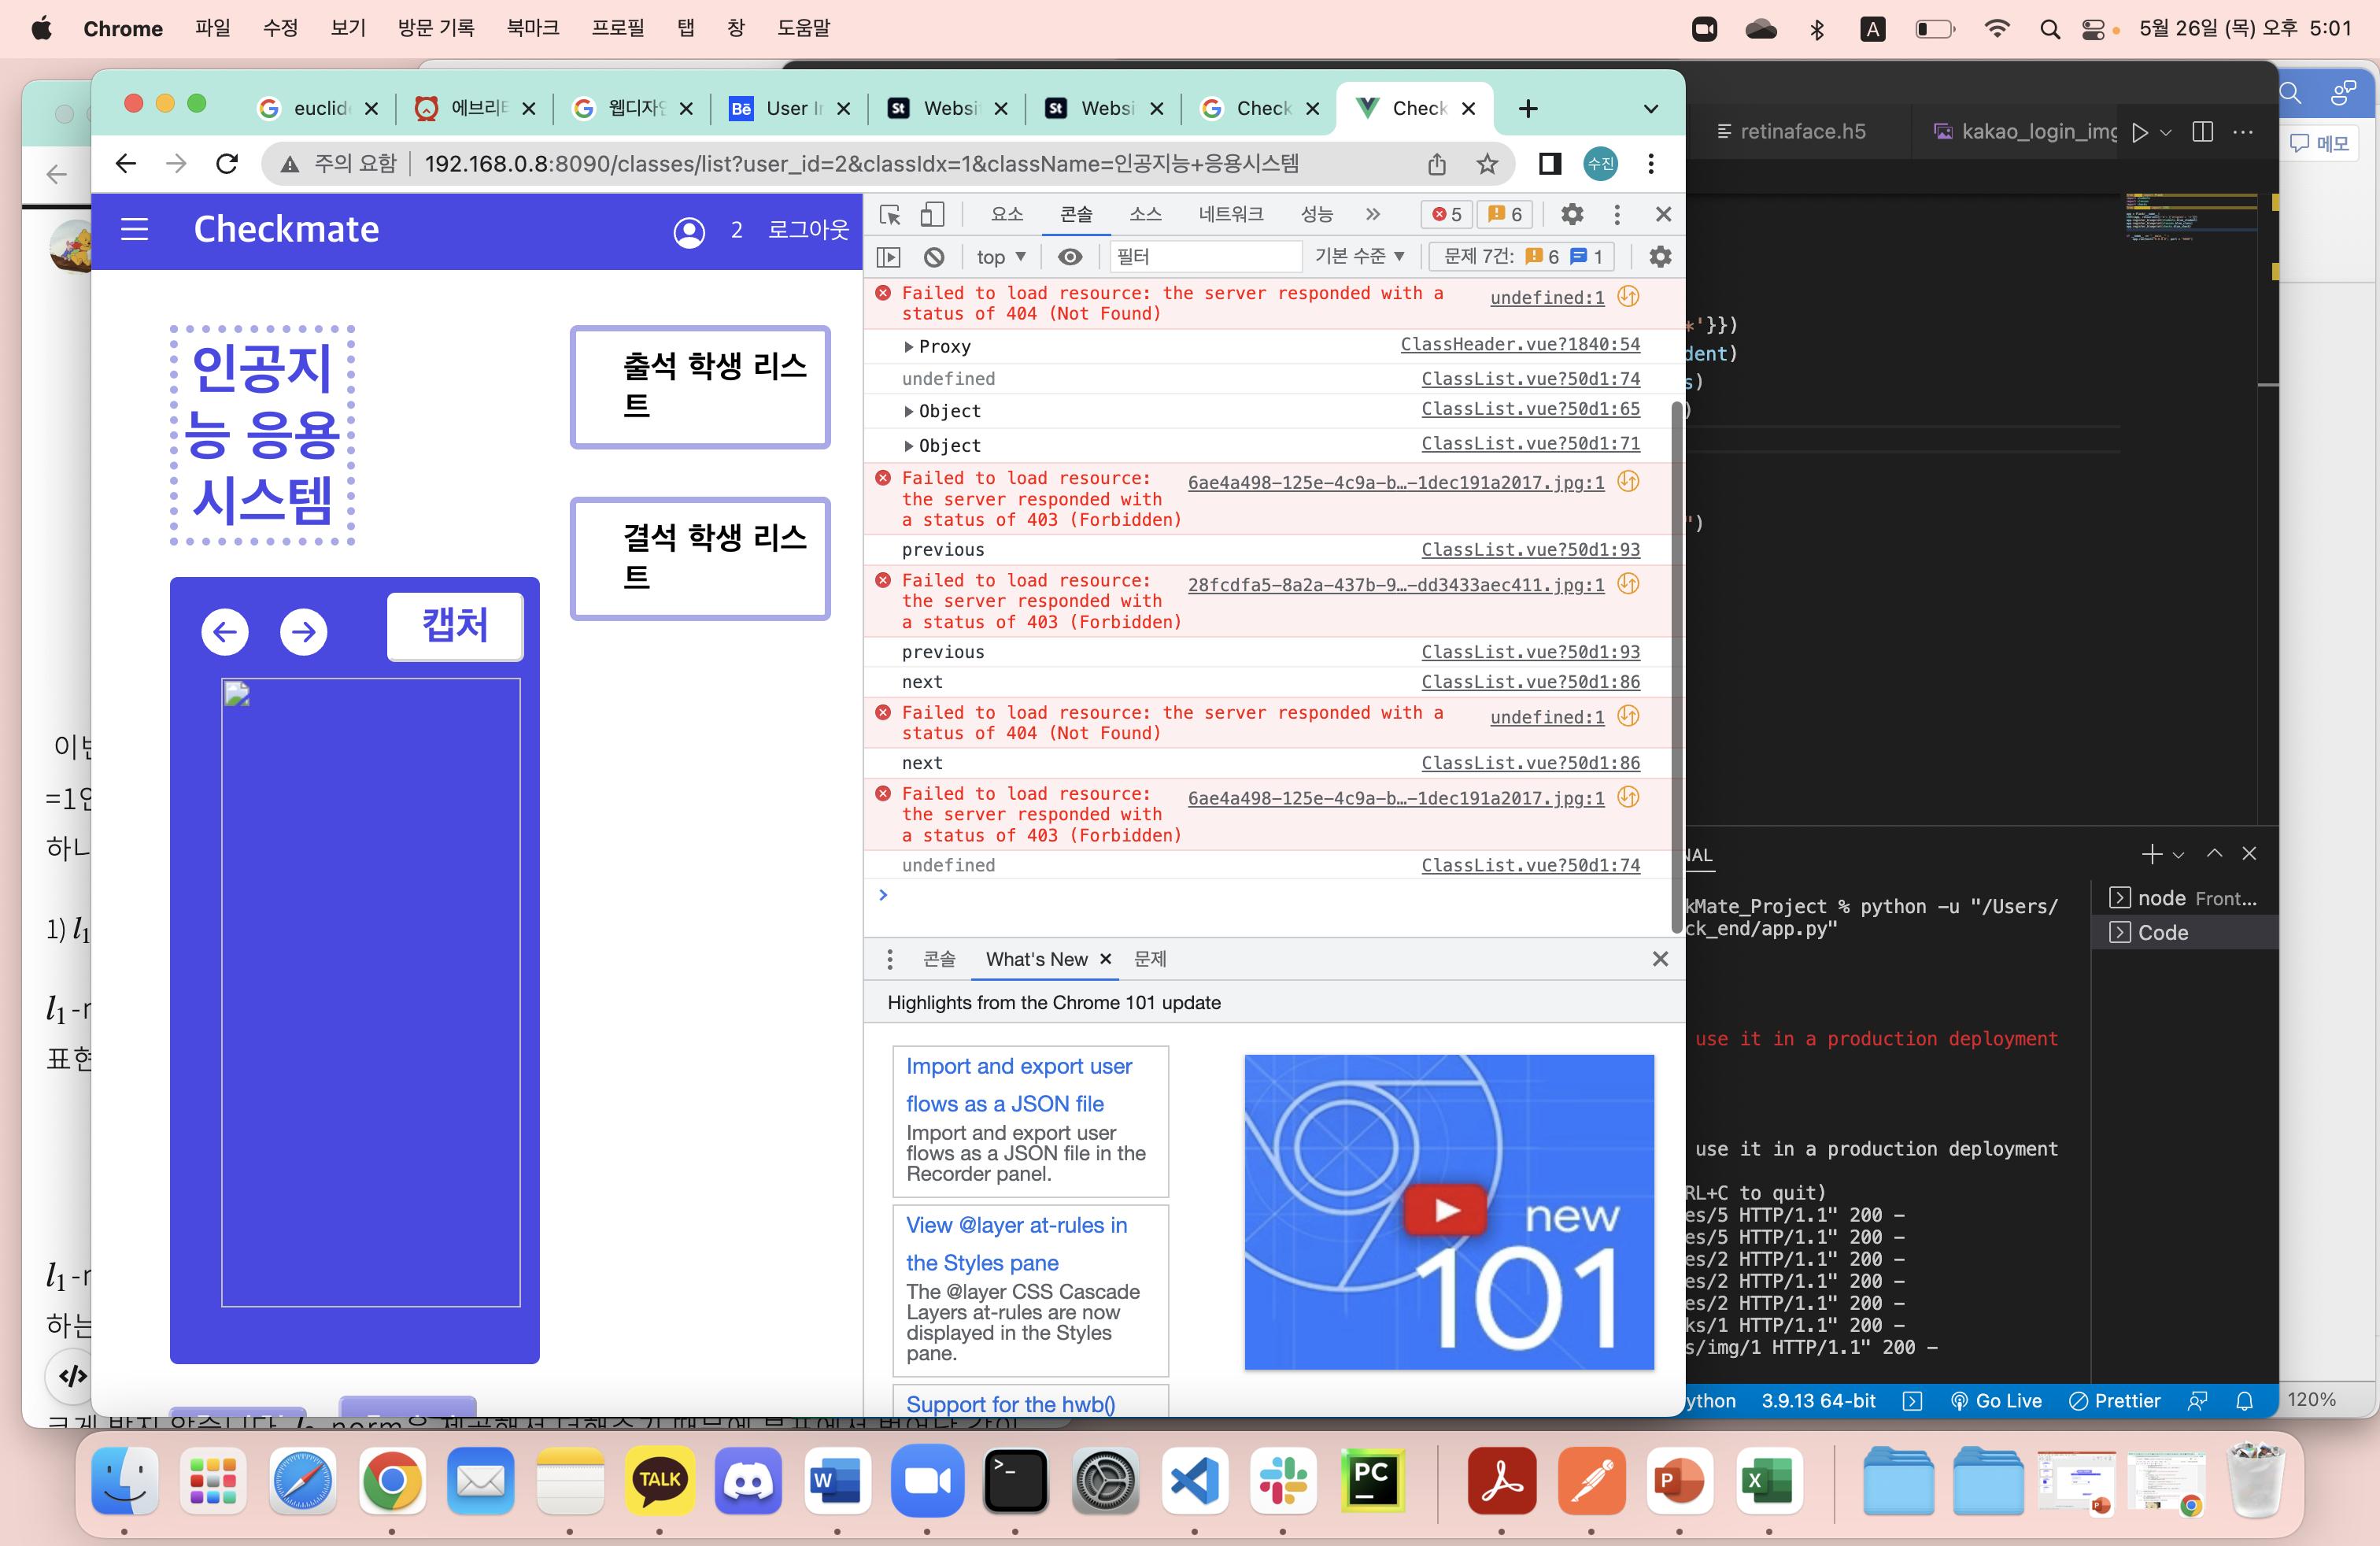 Chrome 파일 수정 보기 방문 기록 북마크 프로필 탭 창 도움말
A 5월 26일 (목) 오후 5:01
euclid 에브리 웹디자인 User I Websi Websi Check Check
주의 요함 192.168.0.8:8090/classes/list?user_id=2&classIdx=1&className=인공지능+응용시스템
수진
retinaface.h5
kakao_login_img
메모
Checkmate
2 로그아웃
인공지
능 응용
시스템
캡처
출석 학생 리스
트
결석 학생 리스
트
요소 콘솔 소스 네트워크 성능 5 6
top 필터 기본 수준 문제 7건: 6 1
Failed to load resource: the server responded with a undefined:1
status of 404 (Not Found)
Proxy ClassHeader.vue?1840:54
undefined ClassList.vue?50d1:74
Object ClassList.vue?50d1:65
Object ClassList.vue?50d1:71
Failed to load resource: 6ae4a498-125e-4c9a-b…-1dec191a2017.jpg:1
the server responded with
a status of 403 (Forbidden)
previous ClassList.vue?50d1:93
Failed to load resource: 28fcdfa5-8a2a-437b-9…-dd3433aec411.jpg:1
the server responded with
a status of 403 (Forbidden)
previous ClassList.vue?50d1:93
next ClassList.vue?50d1:86
Failed to load resource: the server responded with a undefined:1
status of 404 (Not Found)
next ClassList.vue?50d1:86
Failed to load resource: 6ae4a498-125e-4c9a-b…-1dec191a2017.jpg:1
the server responded with
a status of 403 (Forbidden)
undefined ClassList.vue?50d1:74
콘솔 What's New 문제
Highlights from the Chrome 101 update
Import and export user
flows as a JSON file
Import and export user
flows as a JSON file in the
Recorder panel.
View @layer at-rules in
the Styles pane
The @layer CSS Cascade
Layers at-rules are now
displayed in the Styles
pane.
Support for the hwb()
new
101
'}})
dent)
s)
)
")
NAL
kMate_Project % python -u "/Users/
ck_end/app.py"
use it in a production deployment
use it in a production deployment
RL+C to quit)
es/5 HTTP/1.1" 200 -
es/5 HTTP/1.1" 200 -
es/2 HTTP/1.1" 200 -
es/2 HTTP/1.1" 200 -
es/2 HTTP/1.1" 200 -
ks/1 HTTP/1.1" 200 -
s/img/1 HTTP/1.1" 200 -
node Front...
Code
ython 3.9.13 64-bit Go Live Prettier
120%
이번
=1인
하나
1) l1
l1-n
표현
l1-n
하는
TALK
W
PC
P
X